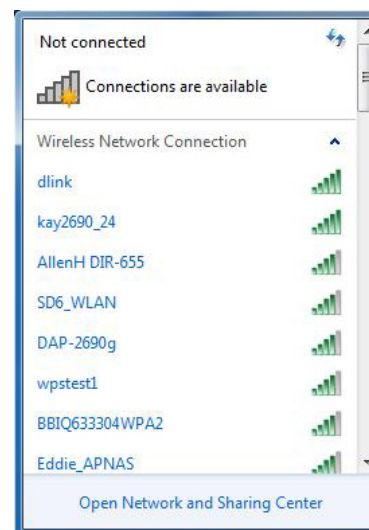 Not connected
Connections are available
Wireless Network Connection
dlink
kay2690_24
AllenH DIR-655
SD6_WLAN
DAP-2690g
wpstest1
BBIQ633304WPA2
Eddie_APNAS
Open Network and Sharing Center